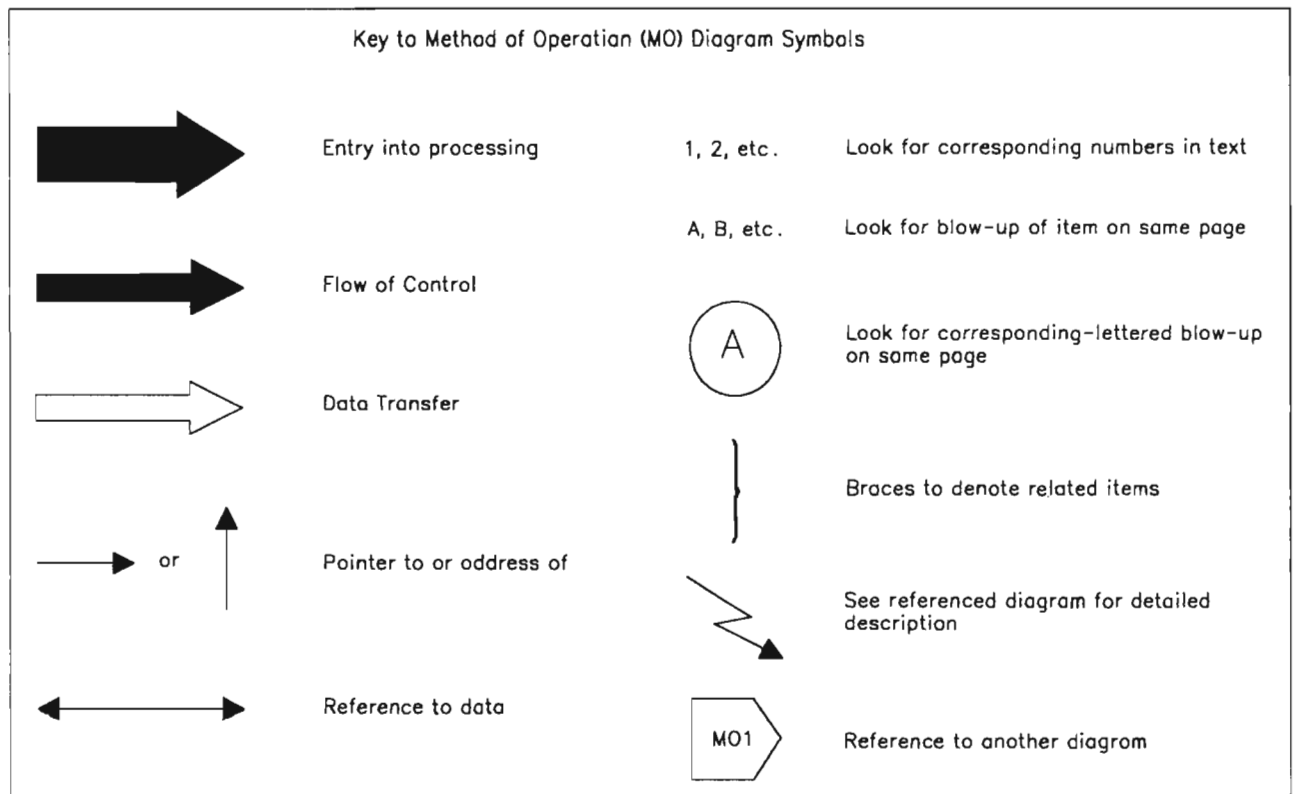 Key to Method of Operation (MO) Diagram Symbols
Entry into processing
Flow of Control
Data Transfer
or
Pointer to or address of
Reference to data
1, 2, etc.
Look for corresponding numbers in text
A, B, etc.
Look for blow-up of item on same page
A
Look for corresponding-lettered blow-up
on same page
Braces to denote related items
See referenced diagram for detailed
description
MO1
Reference to another diagram